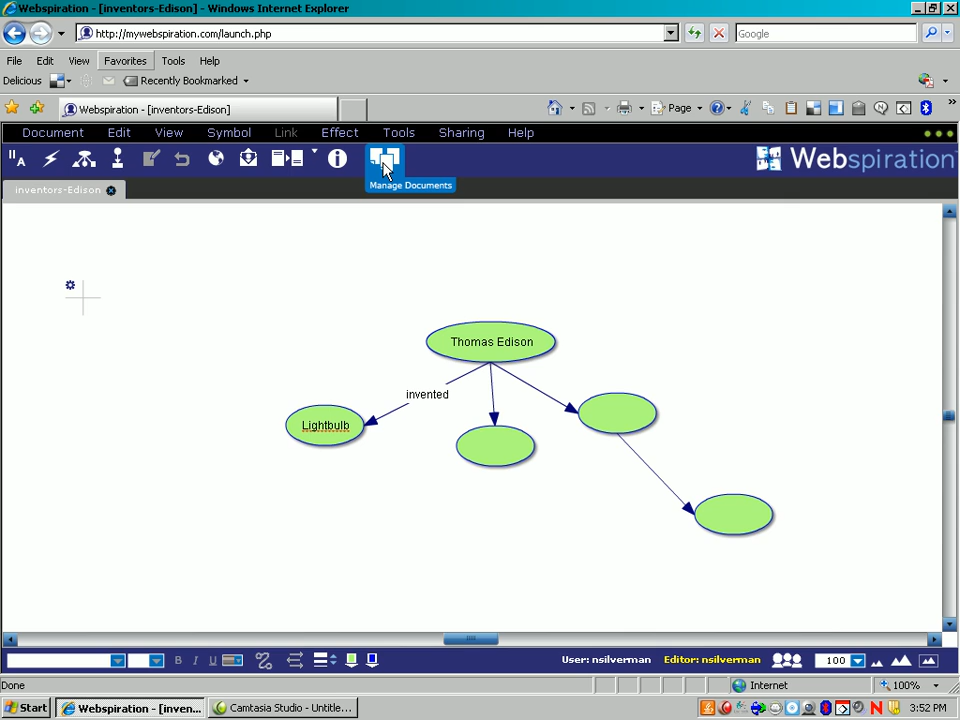 Webspiration - [inventors-Edison] - Windows Internet Explorer
http://mywebspiration.com/launch.php
Google
File Edit View Favorites Tools Help
Delicious Recently Bookmarked
Webspiration - [inventors-Edison]
Page
Document Edit View Symbol Link Effect Tools Sharing Help
Webspiration
Manage Documents
inventors-Edison
Thomas Edison
invented
Lightbulb
B I U
User: nsilverman Editor: nsilverman 100
Done Internet 100%
Start Webspiration - [inven... Camtasia Studio - Untitle... 3:52 PM